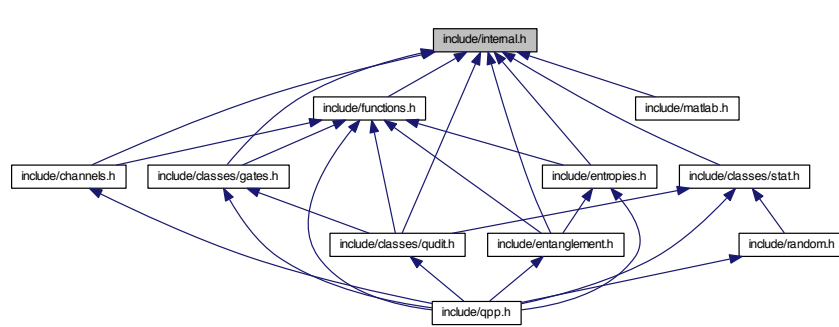 include/internal.h
include/functions.h
include/matlab.h
include/channels.h
include/classes/gates.h
include/entropies.h
include/classes/stat.h
include/classes/qudit.h
include/entanglement.h
include/random.h
include/qpp.h